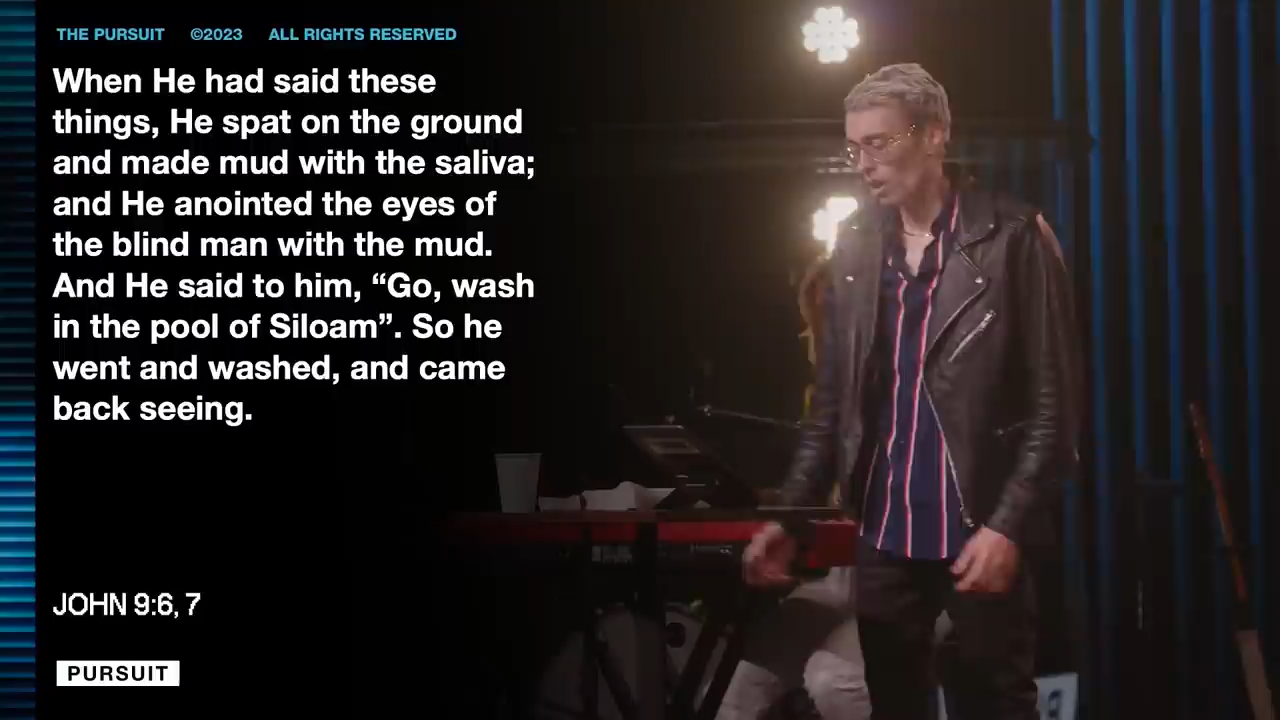 THE PURSUIT ©2023 ALL RIGHTS RESERVED
When He had said these
things, He spat on the ground
and made mud with the saliva;
and He anointed the eyes of
the blind man with the mud.
And He said to him, “Go, wash
in the pool of Siloam”. So he
went and washed, and came
back seeing.
JOHN 9:6, 7
PURSUIT